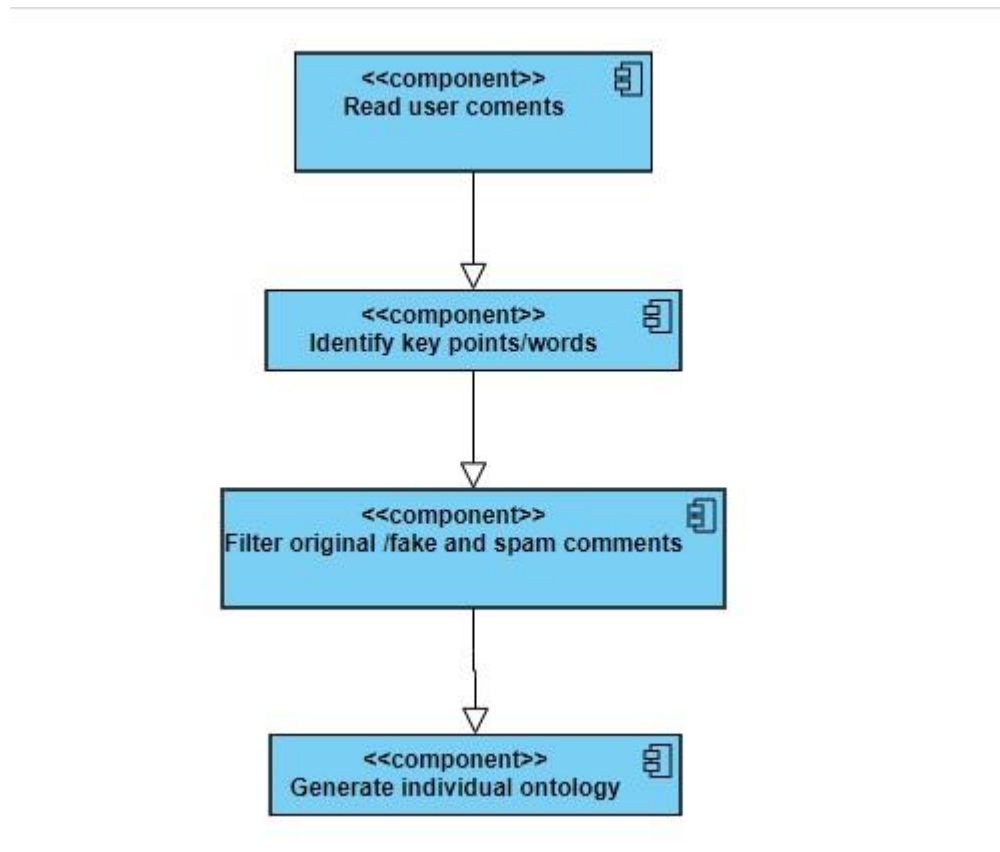 <<component>>
Read user coments
<<component>>
Identify key points/words
<<component>>
Filter original /fake and spam comments
<<component>>
Generate individual ontology